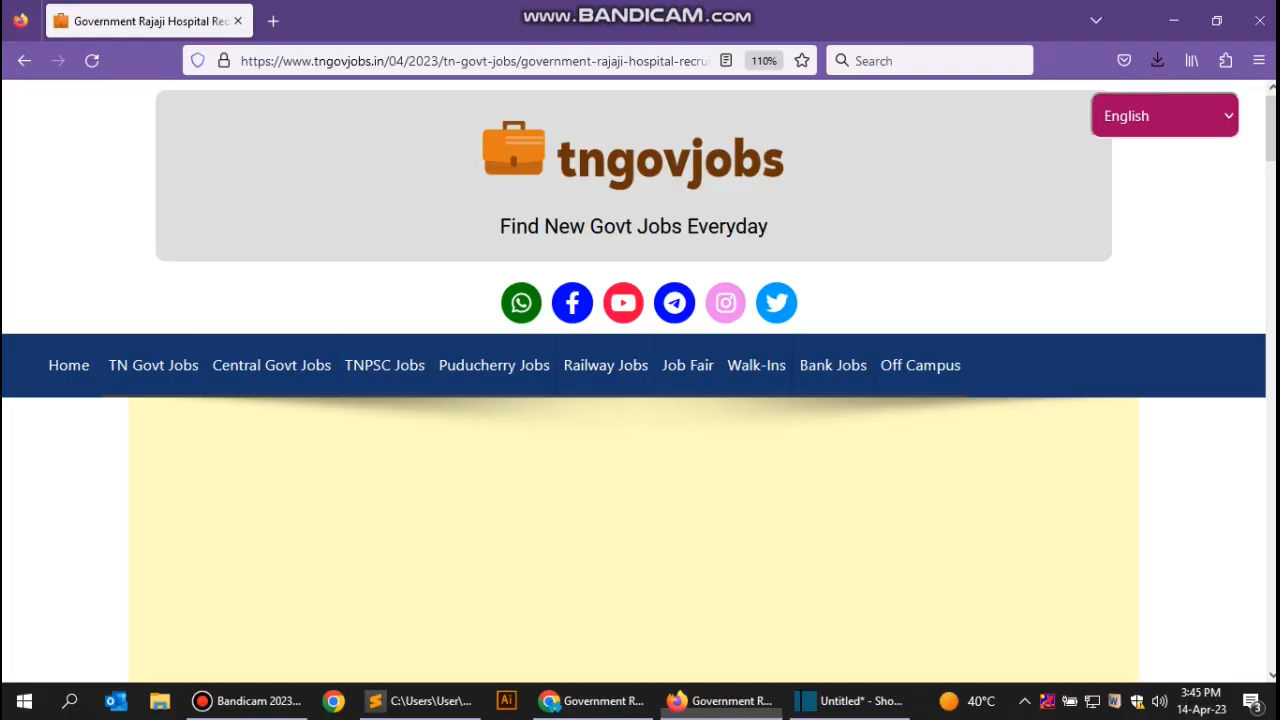 Government Rajaji Hospital Rec
www.BANDICAM.com
https://www.tngovjobs.in/04/2023/tn-govt-jobs/government-rajaji-hospital-recru
110%
Search
English
tngovjobs
Find New Govt Jobs Everyday
Home TN Govt Jobs Central Govt Jobs TNPSC Jobs Puducherry Jobs Railway Jobs Job Fair Walk-Ins Bank Jobs Off Campus
Bandicam 2023... C:\Users\User\... Ai Government R... Government R... Untitled* - Sho... 40°C 3:45 PM
14-Apr-23 3